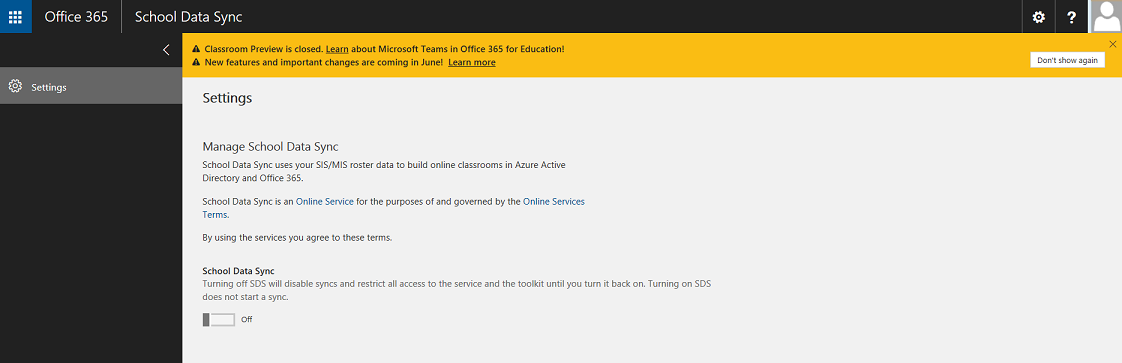 Office 365 School Data Sync ?
Classroom Preview is closed. Learn about Microsoft Teams in Office 365 for Education!
New features and important changes are coming in June! Learn more
Don't show again
Settings
Settings
Manage School Data Sync
School Data Sync uses your SIS/MIS roster data to build online classrooms in Azure Active
Directory and Office 365.
School Data Sync is an Online Service for the purposes of and governed by the Online Services
Terms.
By using the services you agree to these terms.
School Data Sync
Turning off SDS will disable syncs and restrict all access to the service and the toolkit until you turn it back on. Turning on SDS
does not start a sync.
Off